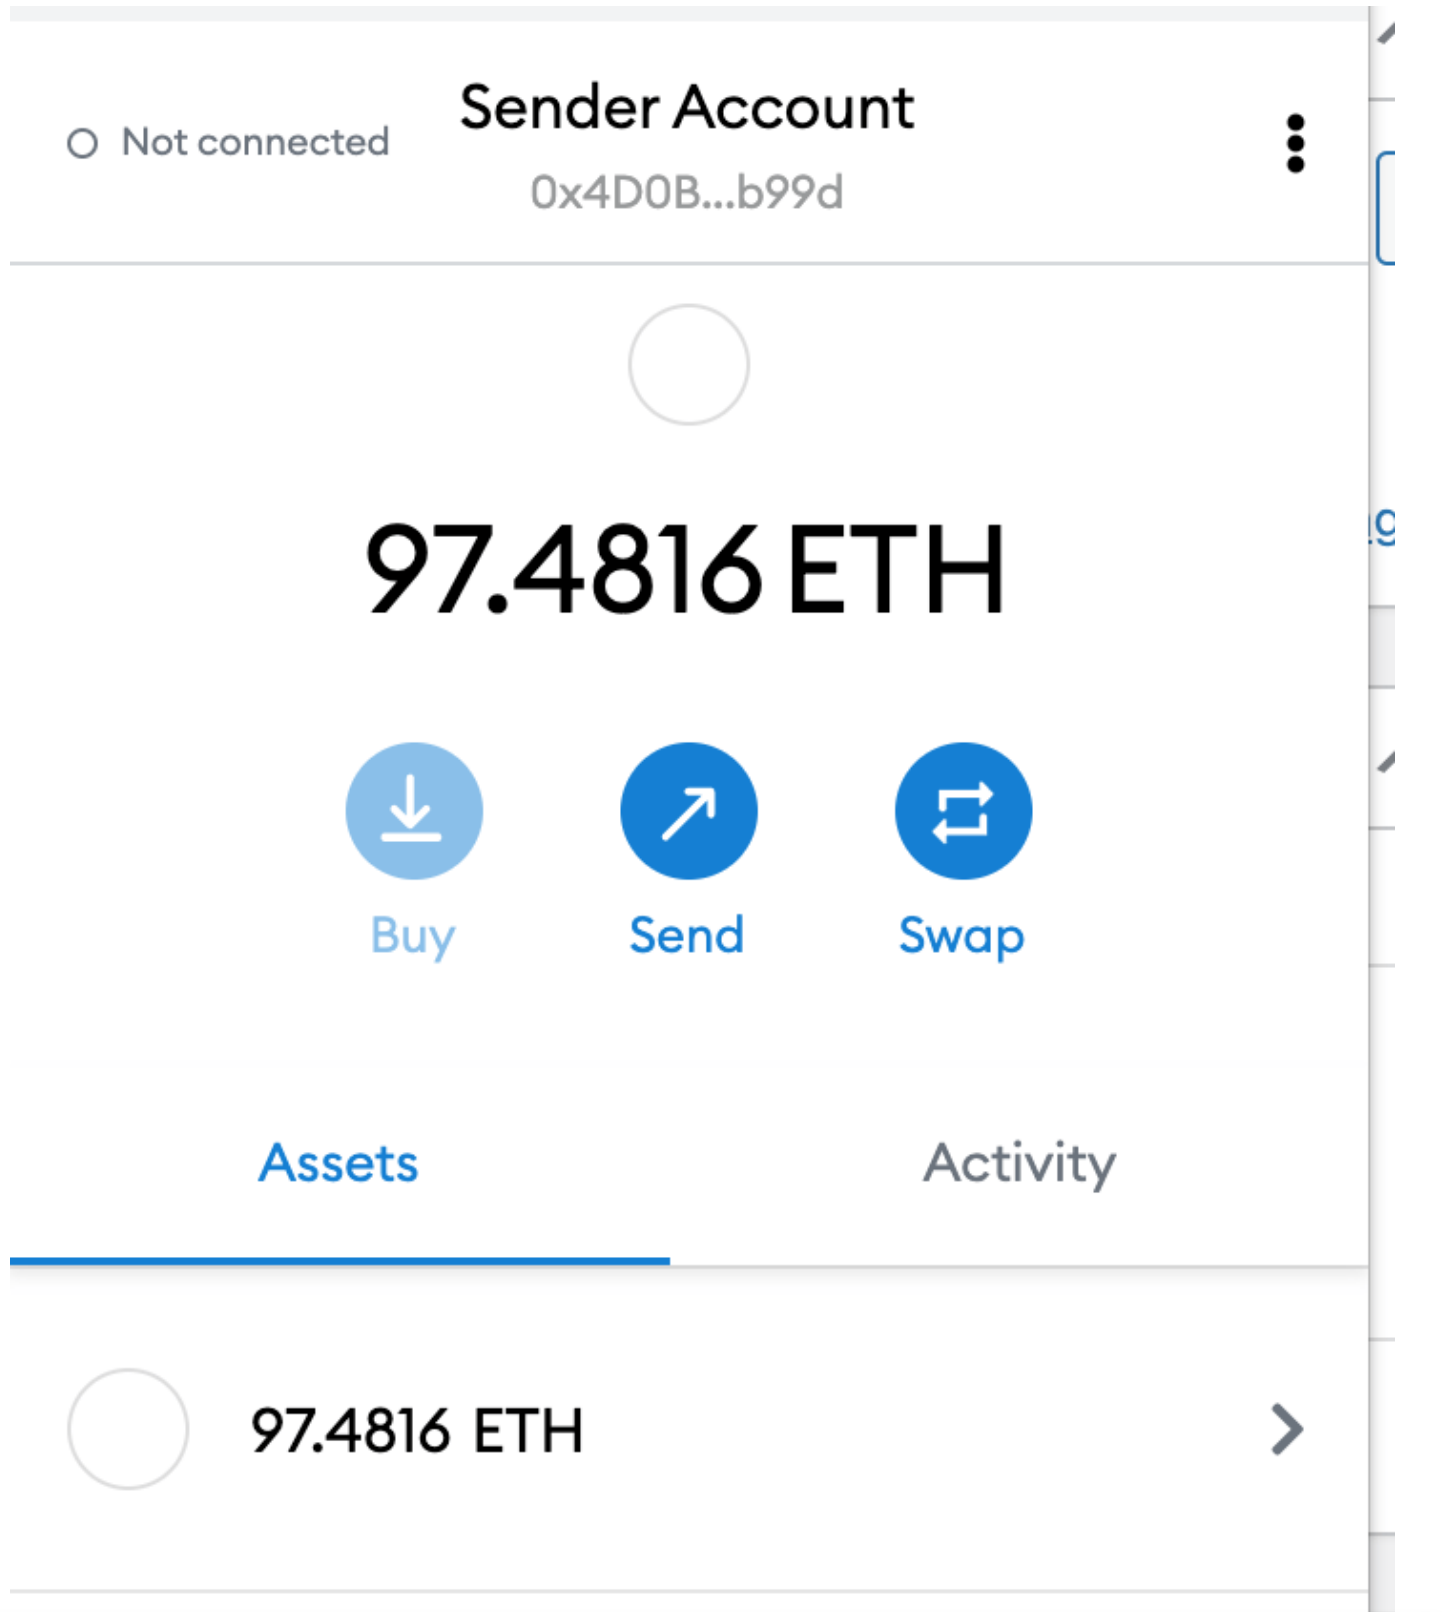 Sender Account
Not connected
0x4D0B...b99d
97.4816 ETH
Buy
Send
Swap
Assets
Activity
97.4816 ETH